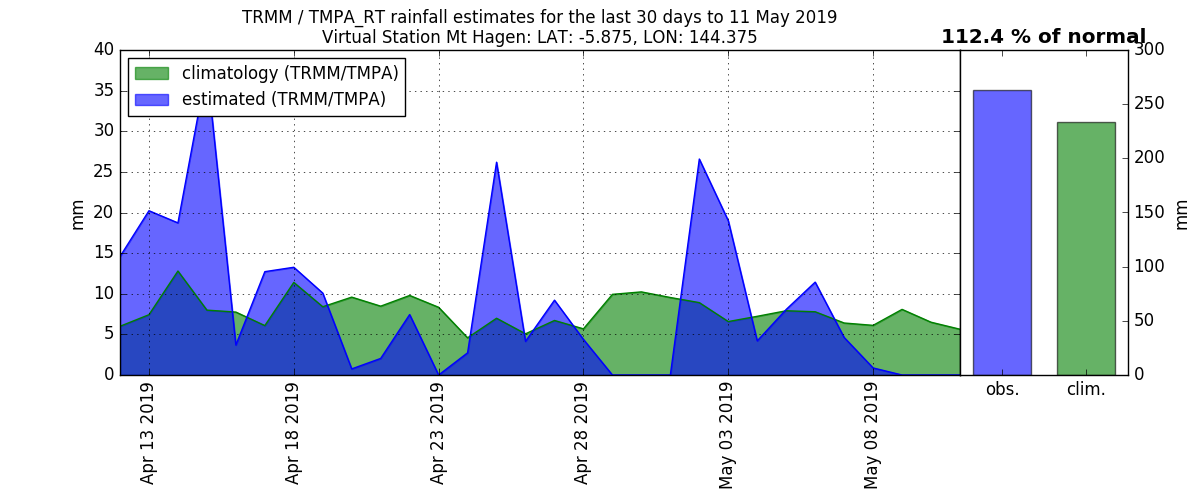 TRMM / TMPA_RT rainfall estimates for the last 30 days to 11 May 2019
Virtual Station Mt Hagen: LAT: -5.875, LON: 144.375
112.4 % of normal
climatology (TRMM/TMPA)
estimated (TRMM/TMPA)
40
35
30
25
20
15
10
5
0
mm
Apr 13 2019
Apr 18 2019
Apr 23 2019
Apr 28 2019
May 03 2019
May 08 2019
300
250
200
150
100
50
0
mm
obs.
clim.